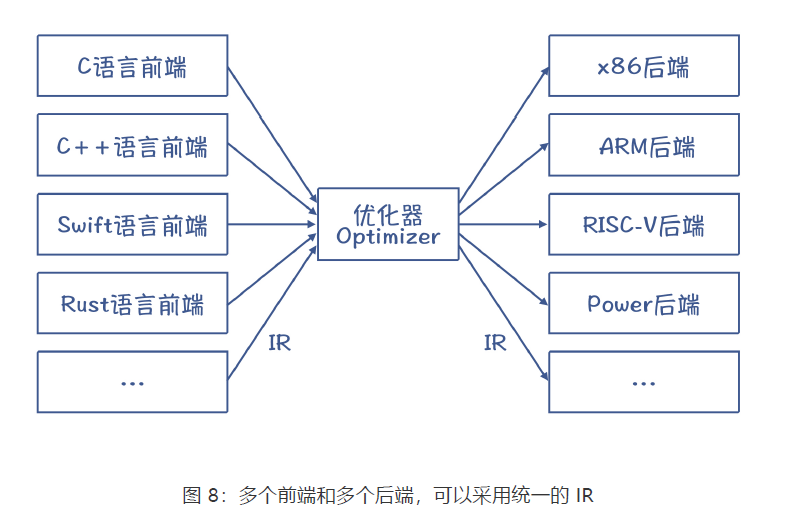 C语言前端
C++语言前端
Swift语言前端
Rust语言前端
...
IR
优化器
Optimizer
IR
x86后端
ARM后端
RISC-V后端
Power后端
...
图 8：多个前端和多个后端，可以采用统一的 IR